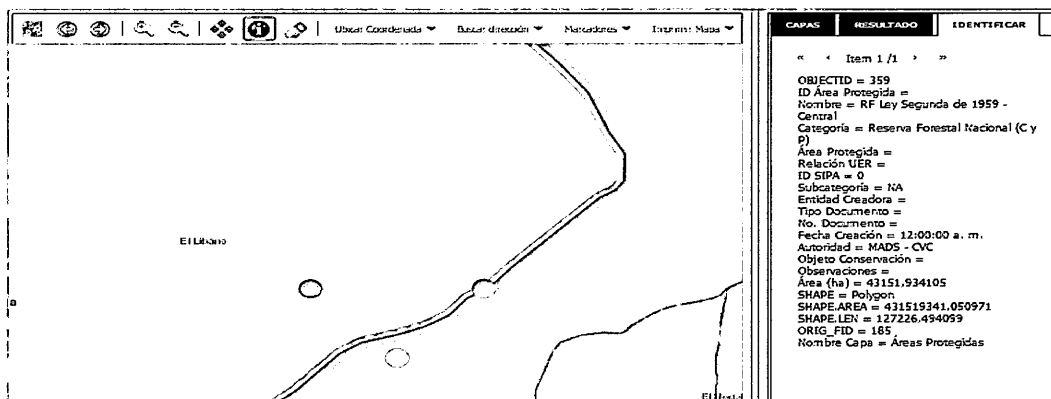 Ubicar Coordenada Buscar dirección Marcadores Imprimir Mapa
CAPAS RESULTADO IDENTIFICAR
« ‹ Item 1 /1 › »
OBJECTID = 359
ID Área Protegida =
Nombre = RF Ley Segunda de 1959 -
Central
Categoría = Reserva Forestal Nacional (C y
P)
Área Protegida =
Relación UER =
ID SIPA = 0
Subcategoría = NA
Entidad Creadora =
Tipo Documento =
No. Documento =
Fecha Creación = 12:00:00 a. m.
Autoridad = MADS - CVC
Objeto Conservación =
Observaciones =
Área (ha) = 43151,934105
SHAPE = Polygon
SHAPE.AREA = 431519341,050971
SHAPE.LEN = 127226,494099
ORIG_FID = 185
Nombre Capa = Áreas Protegidas
El Líbano
a